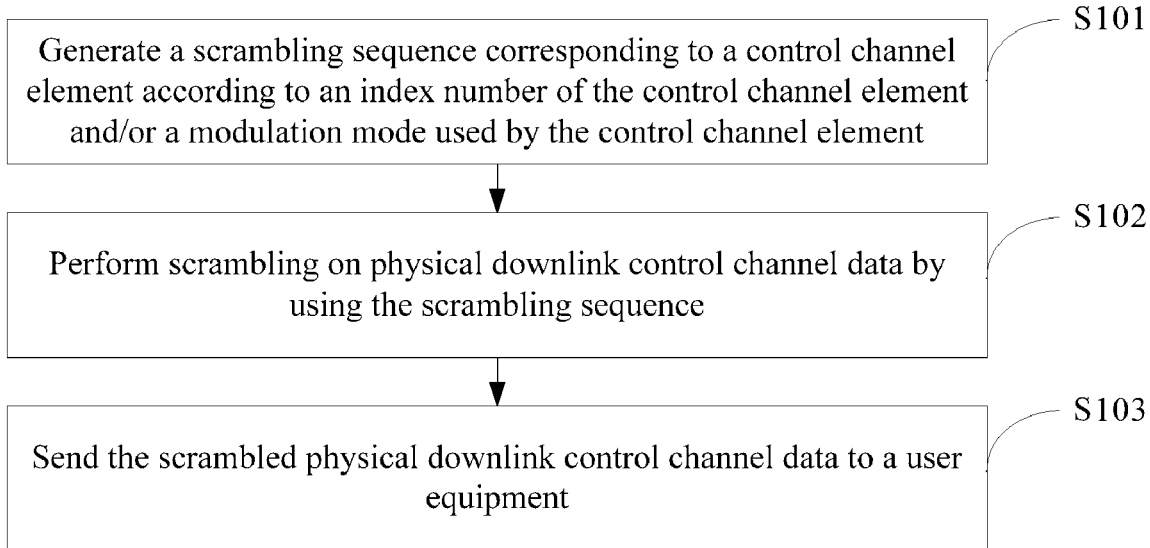 S101
Generate a scrambling sequence corresponding to a control channel
element according to an index number of the control channel element
and/or a modulation mode used by the control channel element
S102
Perform scrambling on physical downlink control channel data by
using the scrambling sequence
S103
Send the scrambled physical downlink control channel data to a user
equipment